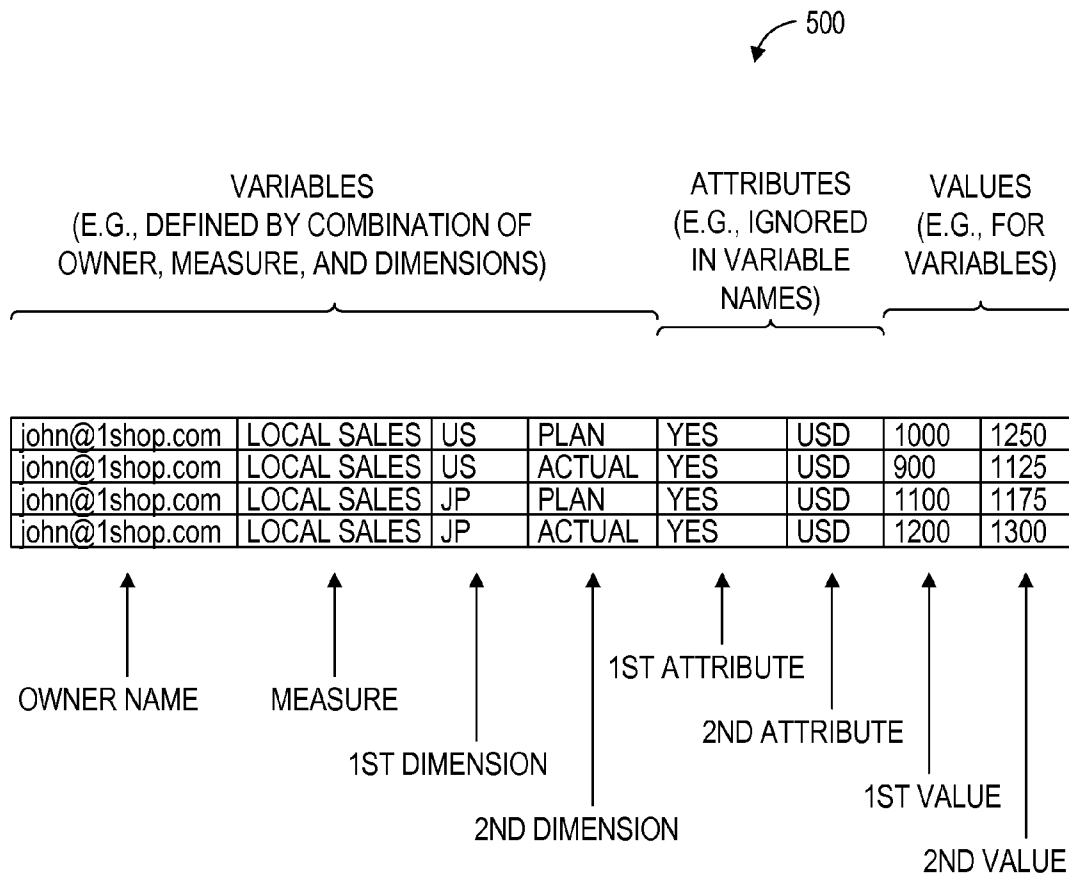 500
VARIABLES
(E.G., DEFINED BY COMBINATION OF
OWNER, MEASURE, AND DIMENSIONS)
ATTRIBUTES
(E.G., IGNORED
IN VARIABLE
NAMES)
VALUES
(E.G., FOR
VARIABLES)
john@1shop.com LOCAL SALES US PLAN YES USD 1000 1250
john@1shop.com LOCAL SALES US ACTUAL YES USD 900 1125
john@1shop.com LOCAL SALES JP PLAN YES USD 1100 1175
john@1shop.com LOCAL SALES JP ACTUAL YES USD 1200 1300
OWNER NAME
MEASURE
1ST DIMENSION
2ND DIMENSION
1ST ATTRIBUTE
2ND ATTRIBUTE
1ST VALUE
2ND VALUE